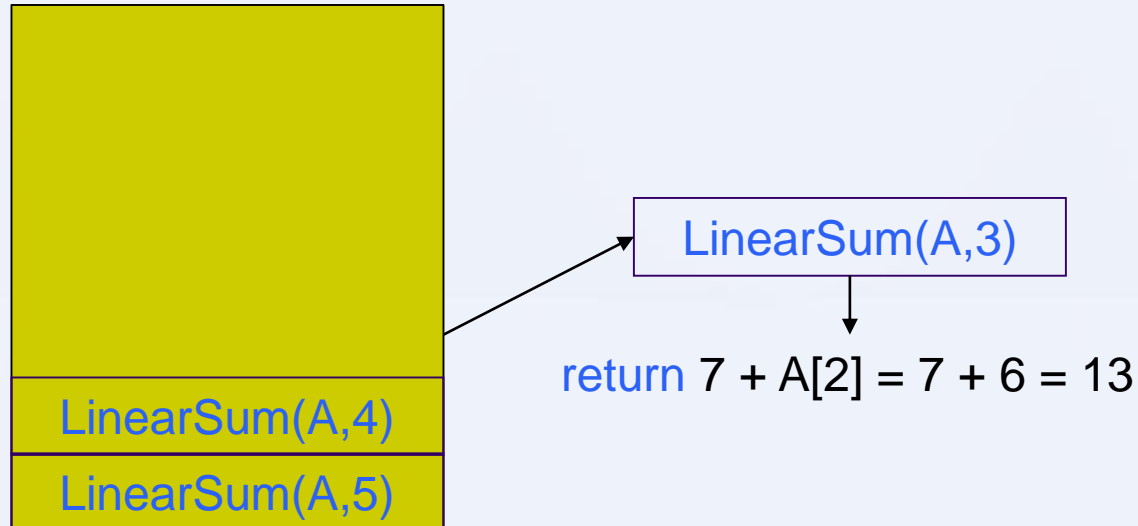 LinearSum(A,3)
return 7 + A[2] = 7 + 6 = 13
LinearSum(A,4)
LinearSum(A,5)